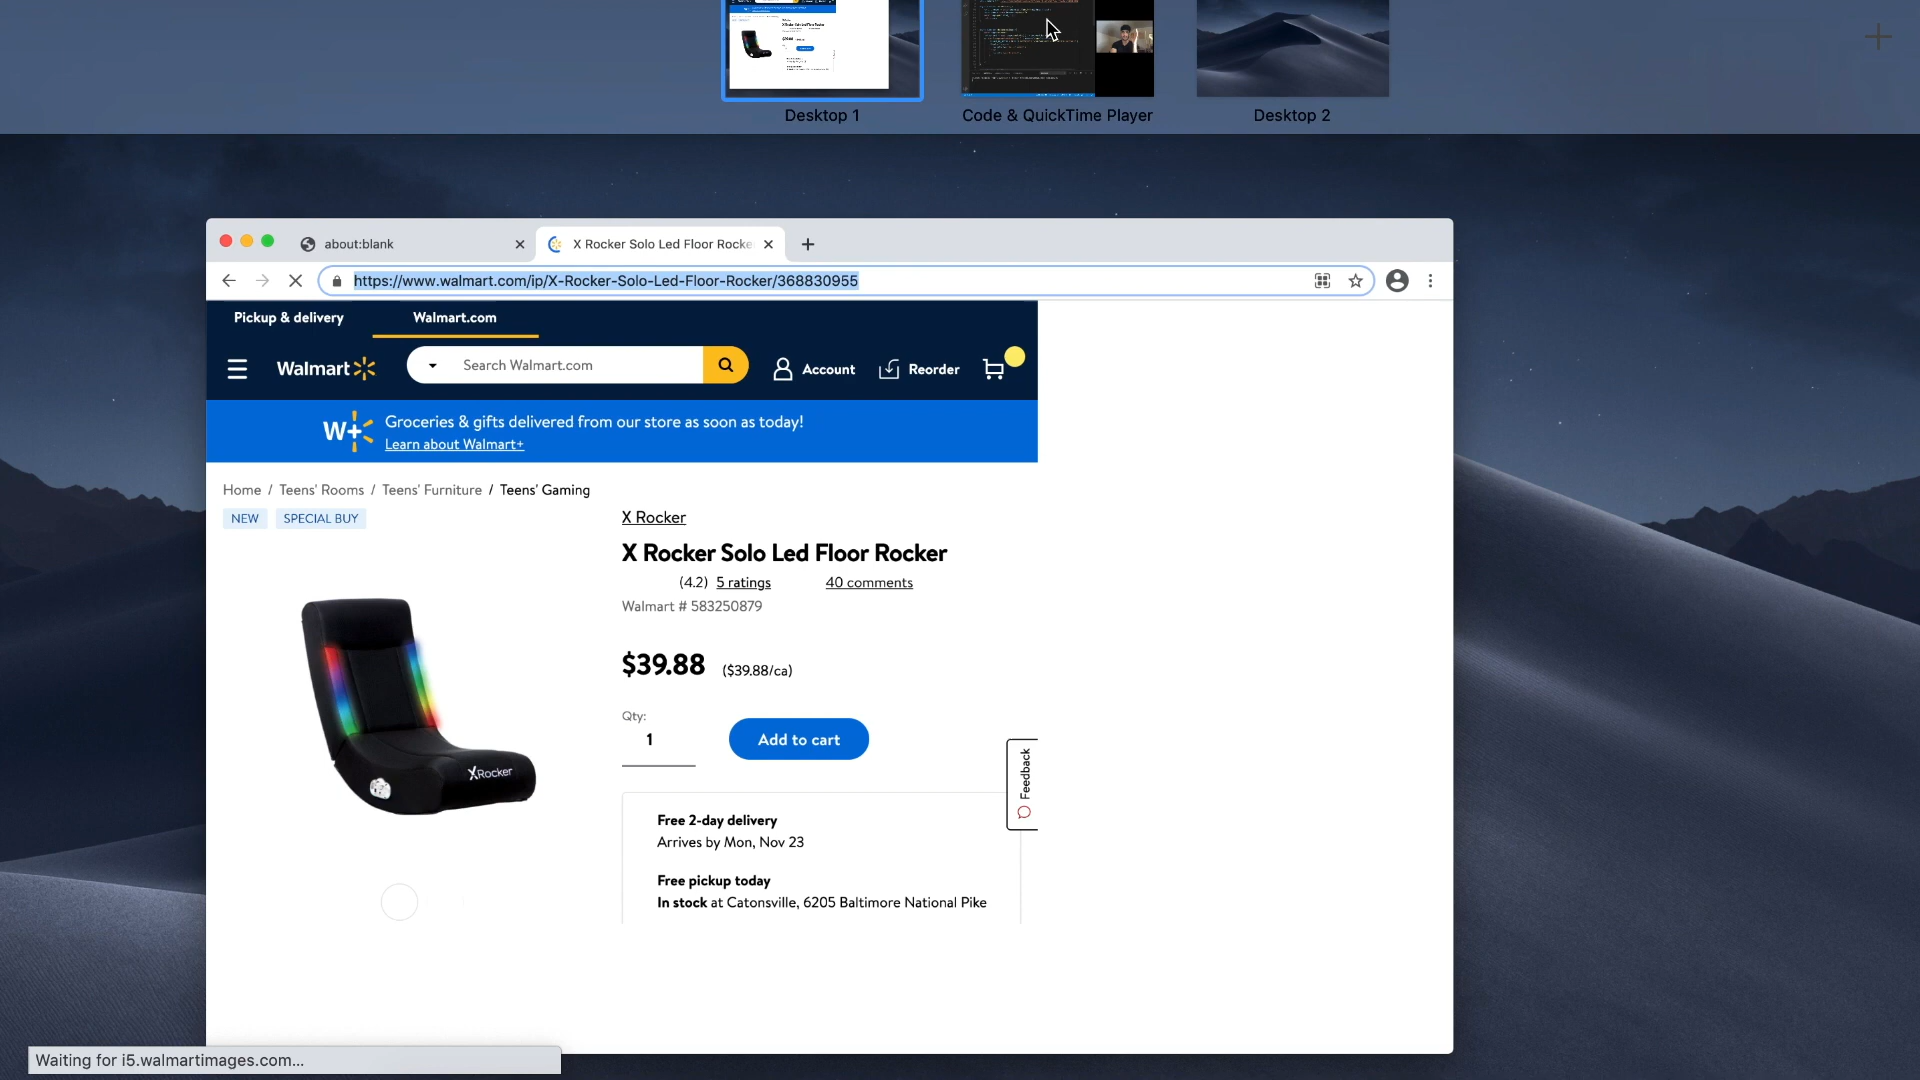 Desktop 1
Code & QuickTime Player
Desktop 2
about:blank
X Rocker Solo Led Floor Rocke
https://www.walmart.com/ip/X-Rocker-Solo-Led-Floor-Rocker/368830955
Pickup & delivery
Walmart.com
Walmart
Search Walmart.com
Account
Reorder
W+
Groceries & gifts delivered from our store as soon as today!
Learn about Walmart+
Home / Teens' Rooms / Teens' Furniture / Teens' Gaming
NEW
SPECIAL BUY
X Rocker
X Rocker Solo Led Floor Rocker
(4.2) 5 ratings
40 comments
Walmart # 583250879
$39.88 ($39.88/ca)
Qty:
1
Add to cart
XRocker
Feedback
Free 2-day delivery
Arrives by Mon, Nov 23
Free pickup today
In stock at Catonsville, 6205 Baltimore National Pike
Waiting for i5.walmartimages.com...